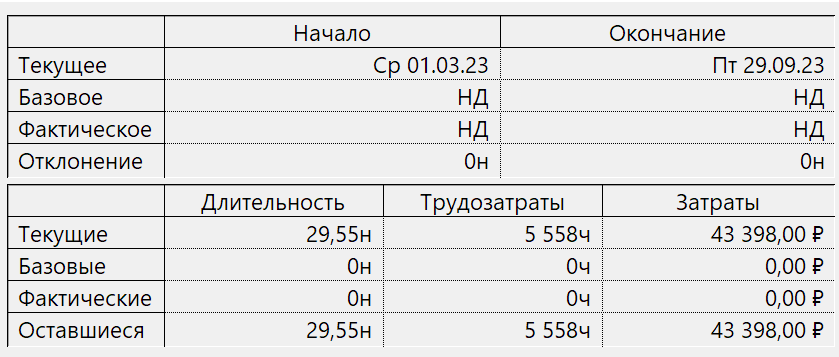 Начало Окончание
Текущее Ср 01.03.23 Пт 29.09.23
Базовое НД НД
Фактическое НД НД
Отклонение 0н 0н
Длительность Трудозатраты Затраты
Текущие 29,55н 5 558ч 43 398,00 ₽
Базовые 0н 0ч 0,00 ₽
Фактические 0н 0ч 0,00 ₽
Оставшиеся 29,55н 5 558ч 43 398,00 ₽